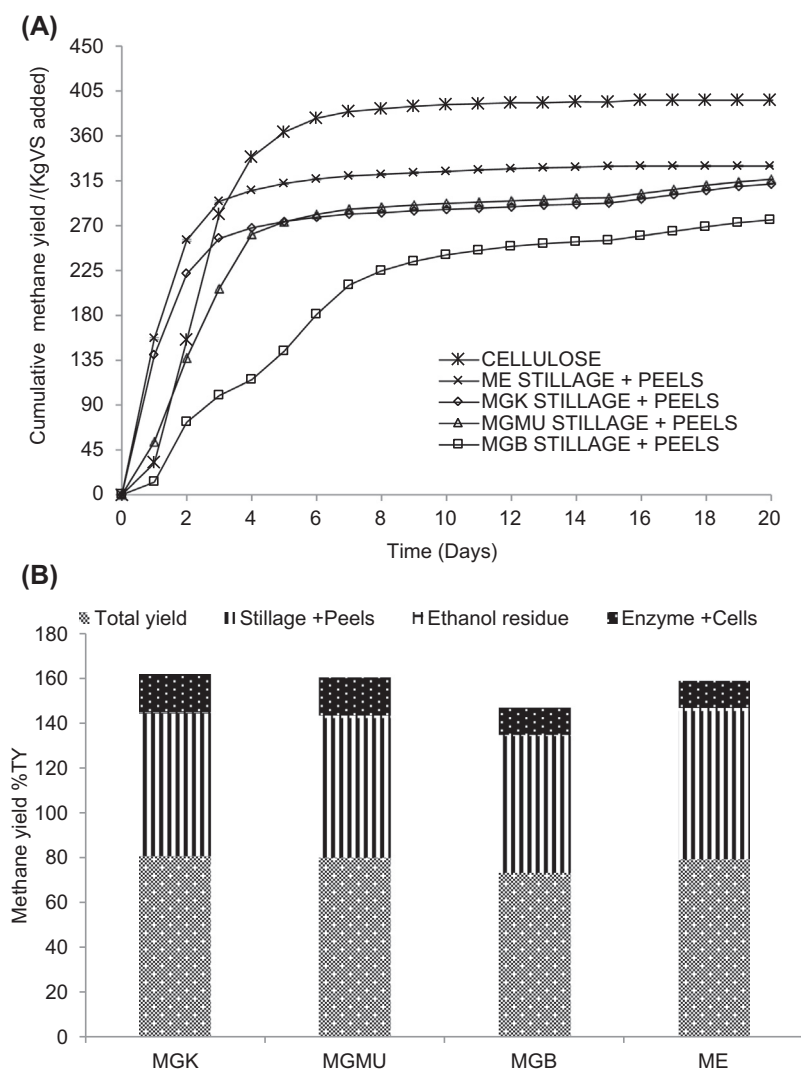 (A)
450
405
360
315
270
225
180
135
90
45
0
Cumulative methane yield /(KgVS added)
CELLULOSE
ME STILLAGE + PEELS
MGK STILLAGE + PEELS
MGMU STILLAGE + PEELS
MGB STILLAGE + PEELS
0 2 4 6 8 10 12 14 16 18 20
Time (Days)
(B)
Total yield Stillage +Peels Ethanol residue Enzyme +Cells
180
160
140
120
100
80
60
40
20
0
Methane yield %TY
MGK MGMU MGB ME